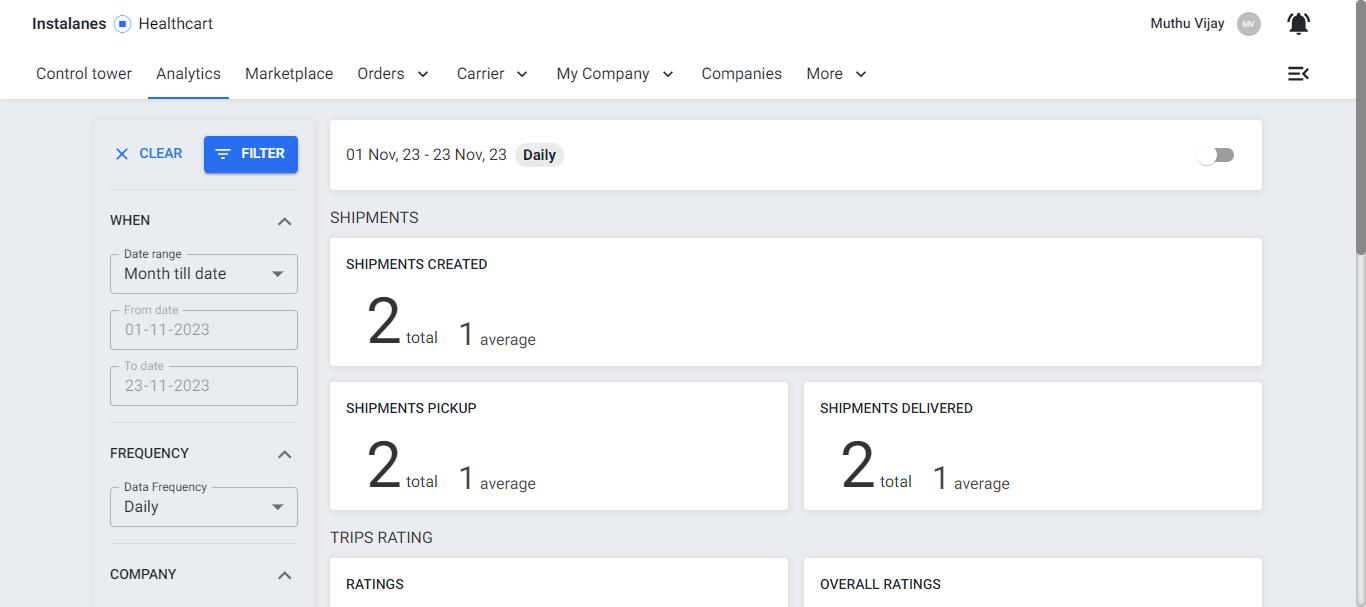 Instalanes Healthcart
Muthu Vijay MV
Control tower Analytics Marketplace Orders Carrier My Company Companies More
CLEAR FILTER
WHEN
Date range
Month till date
From date
01-11-2023
To date
23-11-2023
FREQUENCY
Data Frequency
Daily
COMPANY
01 Nov, 23 - 23 Nov, 23 Daily
SHIPMENTS
SHIPMENTS CREATED
2 total 1 average
SHIPMENTS PICKUP
2 total 1 average
SHIPMENTS DELIVERED
2 total 1 average
TRIPS RATING
RATINGS
OVERALL RATINGS